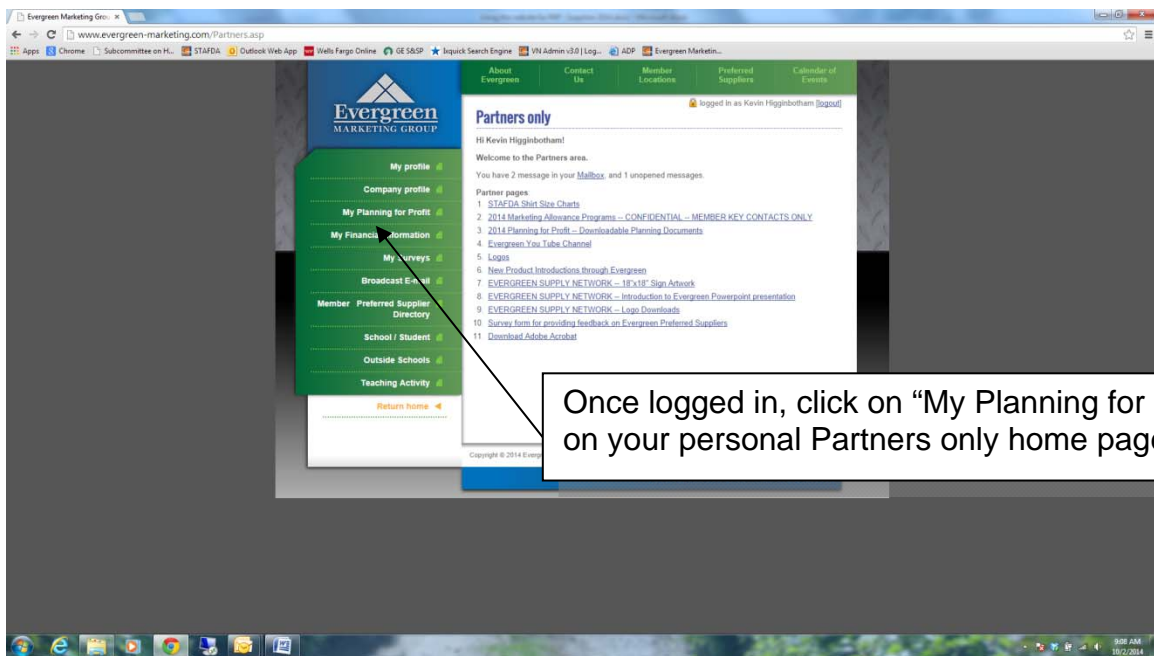 Evergreen Marketing Grou
www.evergreen-marketing.com/Partners.asp
Apps Chrome Subcommittee on H... STAFDA Outlook Web App Wells Fargo Online GE S&SP Ixquick Search Engine VN Admin v3.0 | Log... ADP Evergreen Marketin...
About Evergreen
Contact Us
Member Locations
Preferred Suppliers
Calendar of Events
Evergreen
MARKETING GROUP
logged in as Kevin Higginbotham [logout]
Partners only
Hi Kevin Higginbotham!
Welcome to the Partners area.
You have 2 message in your Mailbox, and 1 unopened messages.
Partner pages:
1 STAFDA Shirt Size Charts
2 2014 Marketing Allowance Programs -- CONFIDENTIAL -- MEMBER KEY CONTACTS ONLY
3 2014 Planning for Profit -- Downloadable Planning Documents
4 Evergreen You Tube Channel
5 Logos
6 New Product Introductions through Evergreen
7 EVERGREEN SUPPLY NETWORK -- 18"x18" Sign Artwork
8 EVERGREEN SUPPLY NETWORK -- Introduction to Evergreen Powerpoint presentation
9 EVERGREEN SUPPLY NETWORK -- Logo Downloads
10 Survey form for providing feedback on Evergreen Preferred Suppliers
11 Download Adobe Acrobat
My profile
Company profile
My Planning for Profit
My Financial Information
My Surveys
Broadcast E-mail
Member Preferred Supplier
Directory
School / Student
Outside Schools
Teaching Activity
Return home
Once logged in, click on “My Planning for
on your personal Partners only home page
Copyright © 2014 Everg
9:08 AM
10/2/2014